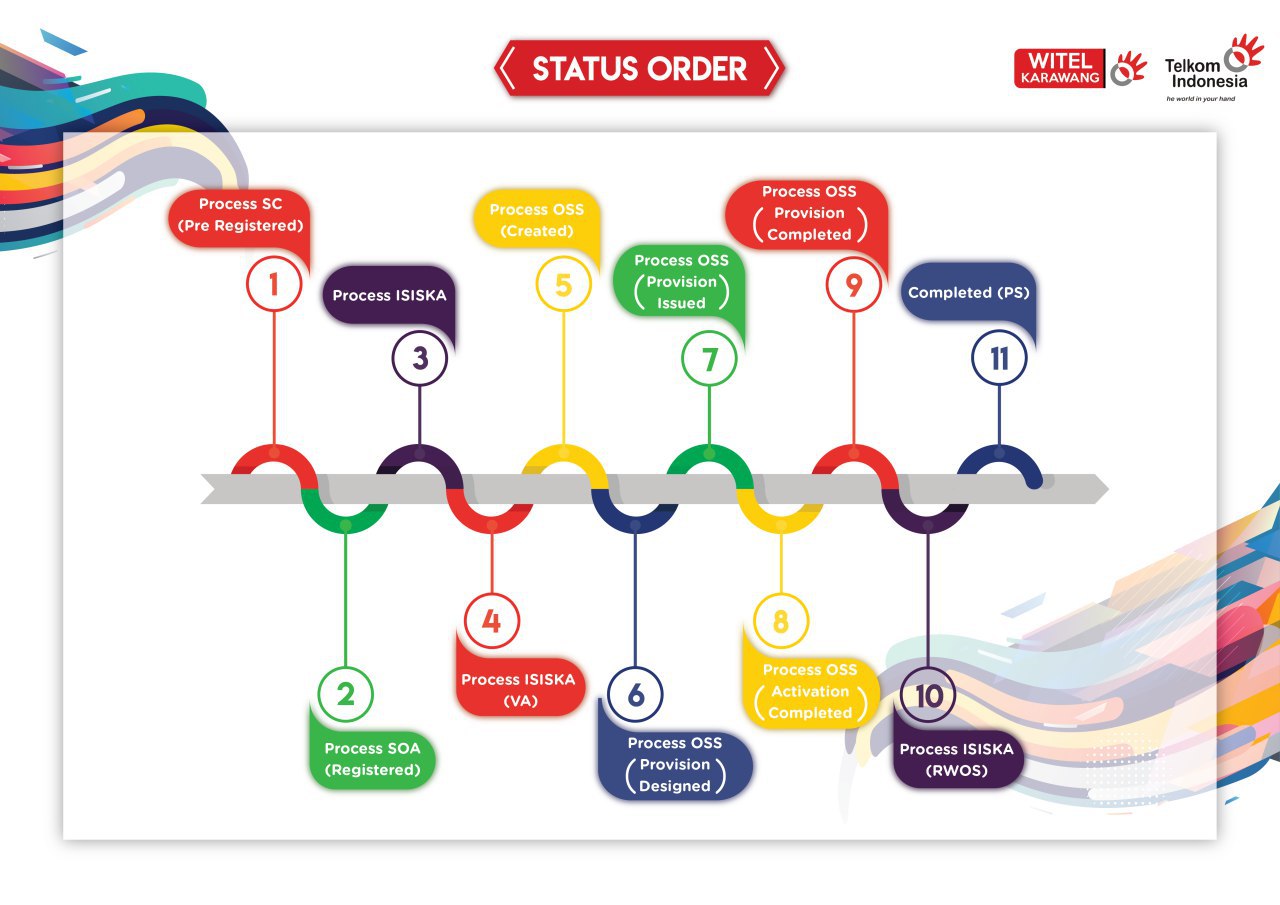 STATUS ORDER
WITEL
KARAWANG
Telkom
Indonesia
he world in your hand
Process SC
(Pre Registered)
1
Process SOA
(Registered)
2
Process ISISKA
3
Process ISISKA
(VA)
4
Process OSS
(Created)
5
Process OSS
(Provision
Designed)
6
Process OSS
(Provision
Issued)
7
Process OSS
(Activation
Completed)
8
Process OSS
(Provision
Completed)
9
Process ISISKA
(RWOS)
10
Completed (PS)
11